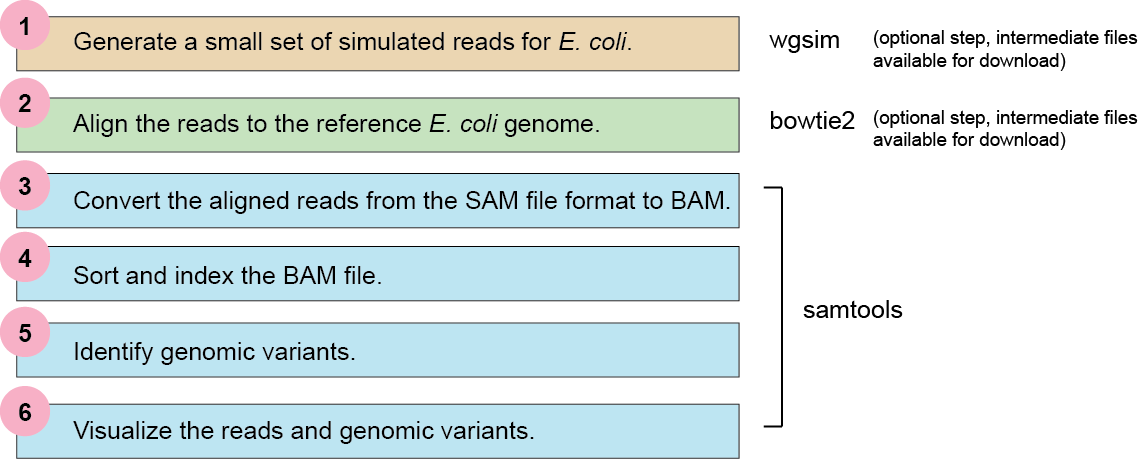 1
Generate a small set of simulated reads for E. coli.
wgsim
(optional step, intermediate files
available for download)
2
Align the reads to the reference E. coli genome.
bowtie2
(optional step, intermediate files
available for download)
3
Convert the aligned reads from the SAM file format to BAM.
4
Sort and index the BAM file.
samtools
5
Identify genomic variants.
6
Visualize the reads and genomic variants.